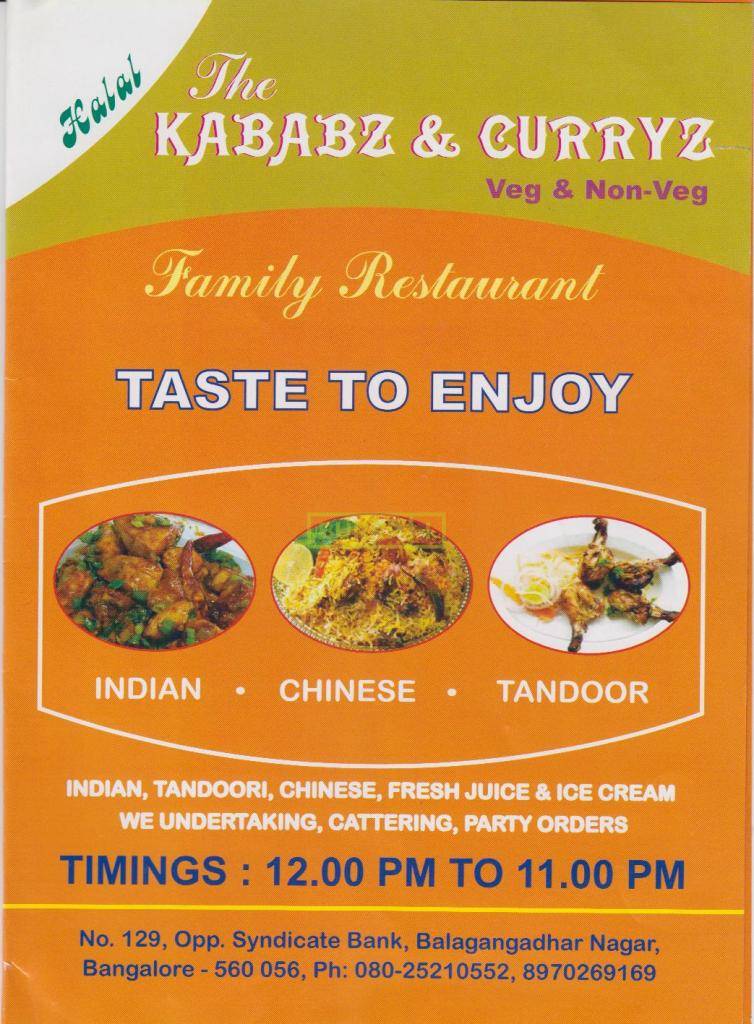 Halal
The
KABABZ & CURRYZ
Veg & Non-Veg
Family Restaurant
TASTE TO ENJOY
INDIAN • CHINESE • TANDOOR
INDIAN, TANDOORI, CHINESE, FRESH JUICE & ICE CREAM
WE UNDERTAKING, CATTERING, PARTY ORDERS
TIMINGS : 12.00 PM TO 11.00 PM
No. 129, Opp. Syndicate Bank, Balagangadhar Nagar,
Bangalore - 560 056, Ph: 080-25210552, 8970269169